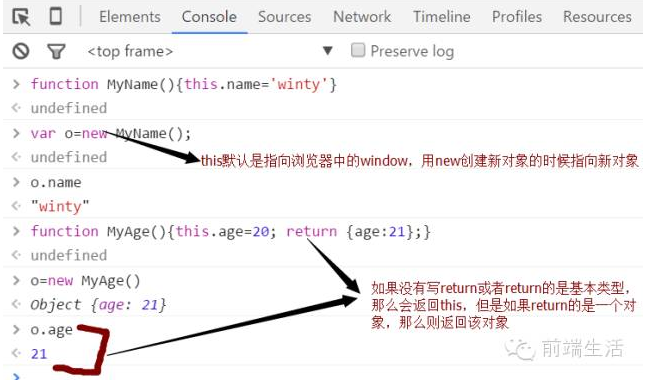 Elements Console Sources Network Timeline Profiles Resources
<top frame> ▼ Preserve log
> function MyName(){this.name='winty'}
<· undefined
> var o=new MyName();
<· undefined
this默认是指向浏览器中的window，用new创建新对象的时候指向新对象
> o.name
<· "winty"
> function MyAge(){this.age=20; return {age:21};}
<· undefined
> o=new MyAge()
<· Object {age: 21}
> o.age
<· 21
如果没有写return或者return的是基本类型，
那么会返回this，但是如果return的是一个对
象，那么则返回该对象
前端生活
>